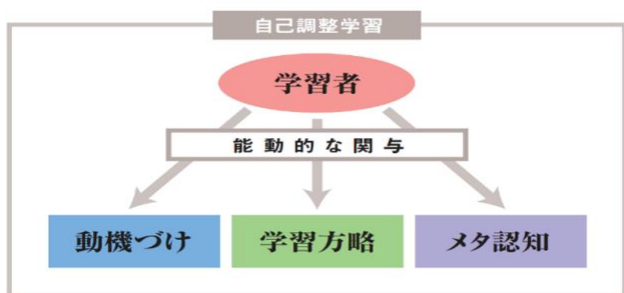 自己調整学習
学習者
能動的な関与
動機づけ
学習方略
メタ認知